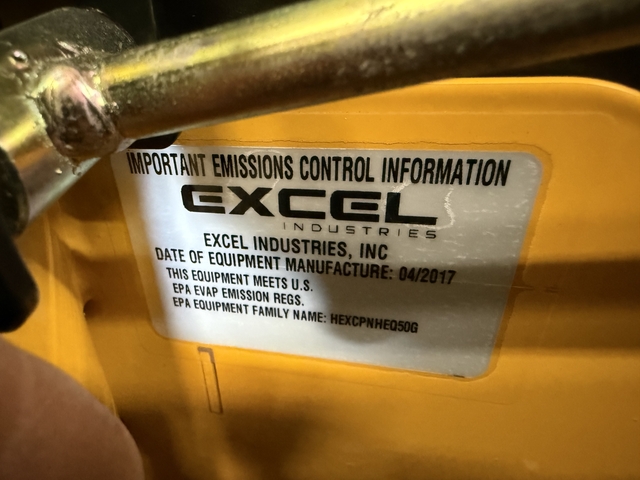 IMPORTANT EMISSIONS CONTROL INFORMATION
EXCEL
INDUSTRIES
EXCEL INDUSTRIES, INC
DATE OF EQUIPMENT MANUFACTURE: 04/2017
THIS EQUIPMENT MEETS U.S.
EPA EVAP EMISSION REGS.
EPA EQUIPMENT FAMILY NAME: HEXCPNHEQ50G